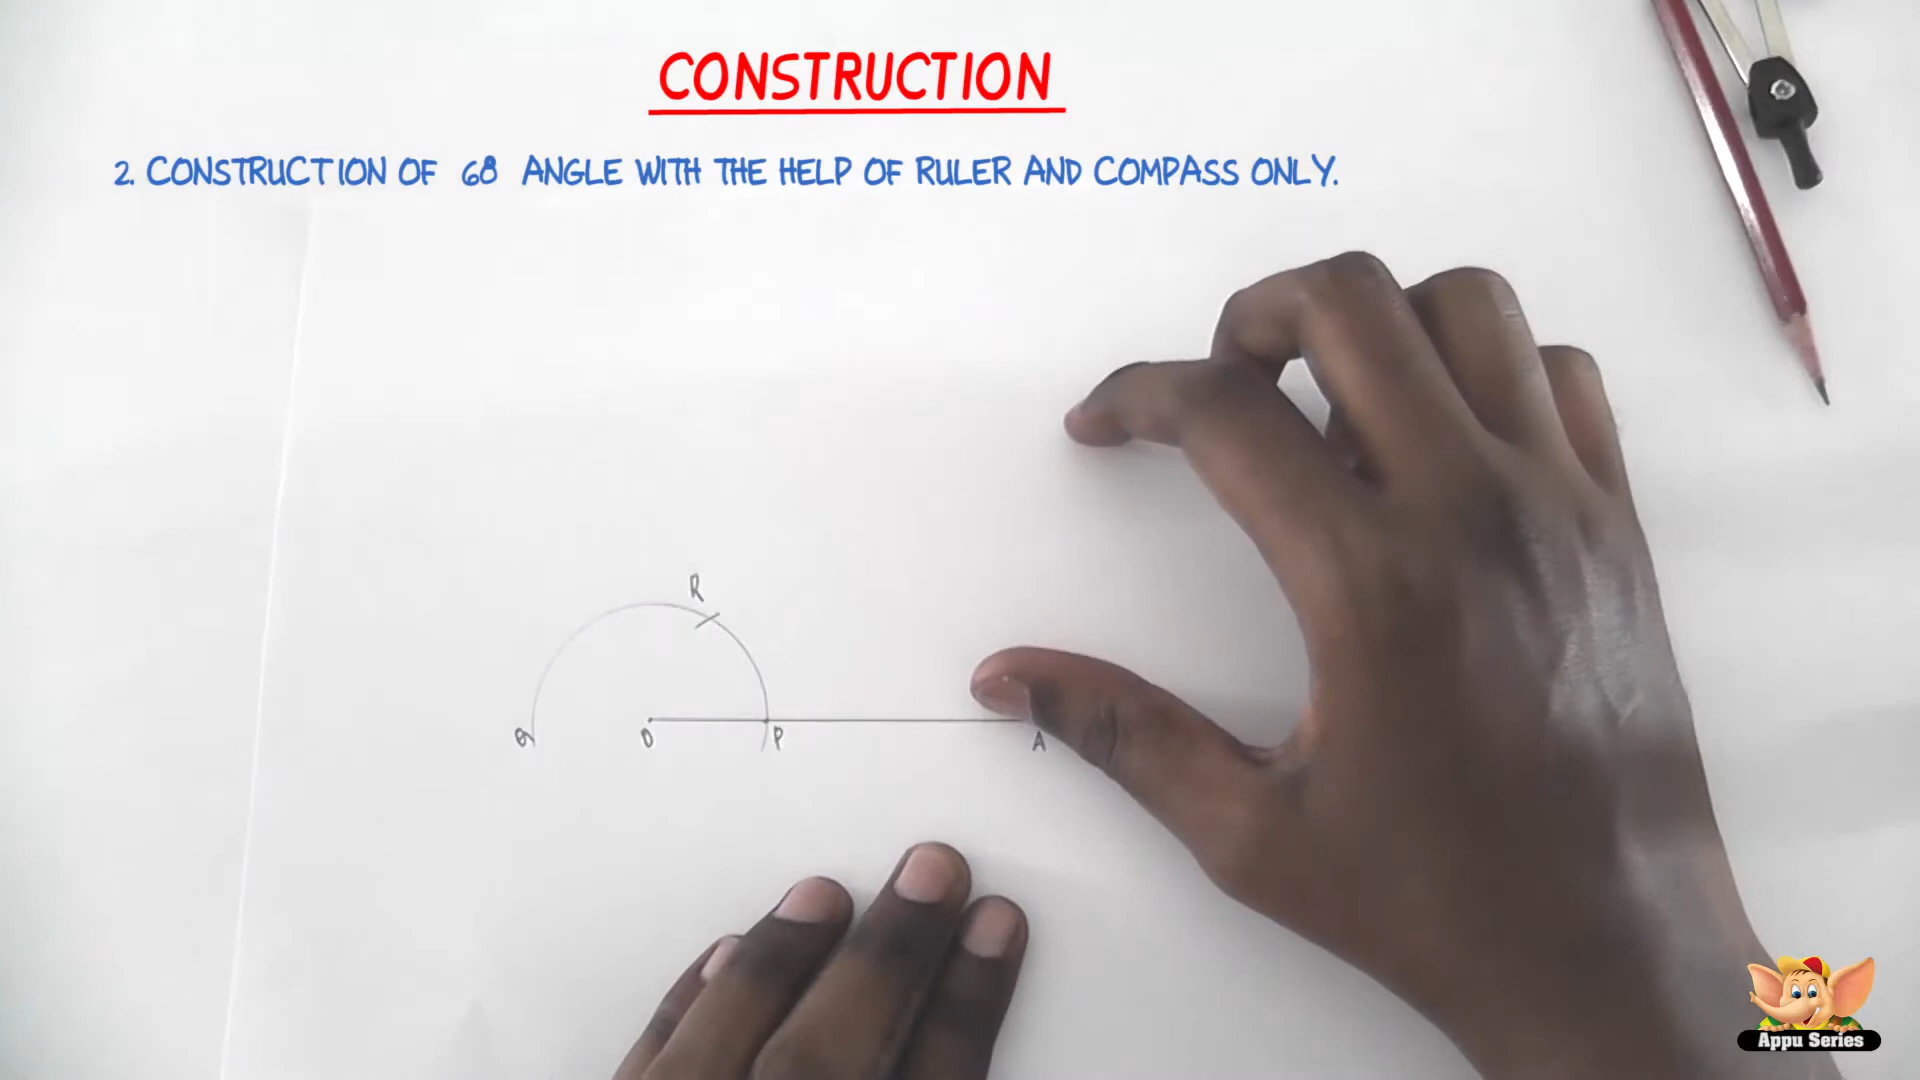 CONSTRUCTION
2. CONSTRUCTION OF 68 ANGLE WITH THE HELP OF RULER AND COMPASS ONLY.
R
Q O P A
Appu Series